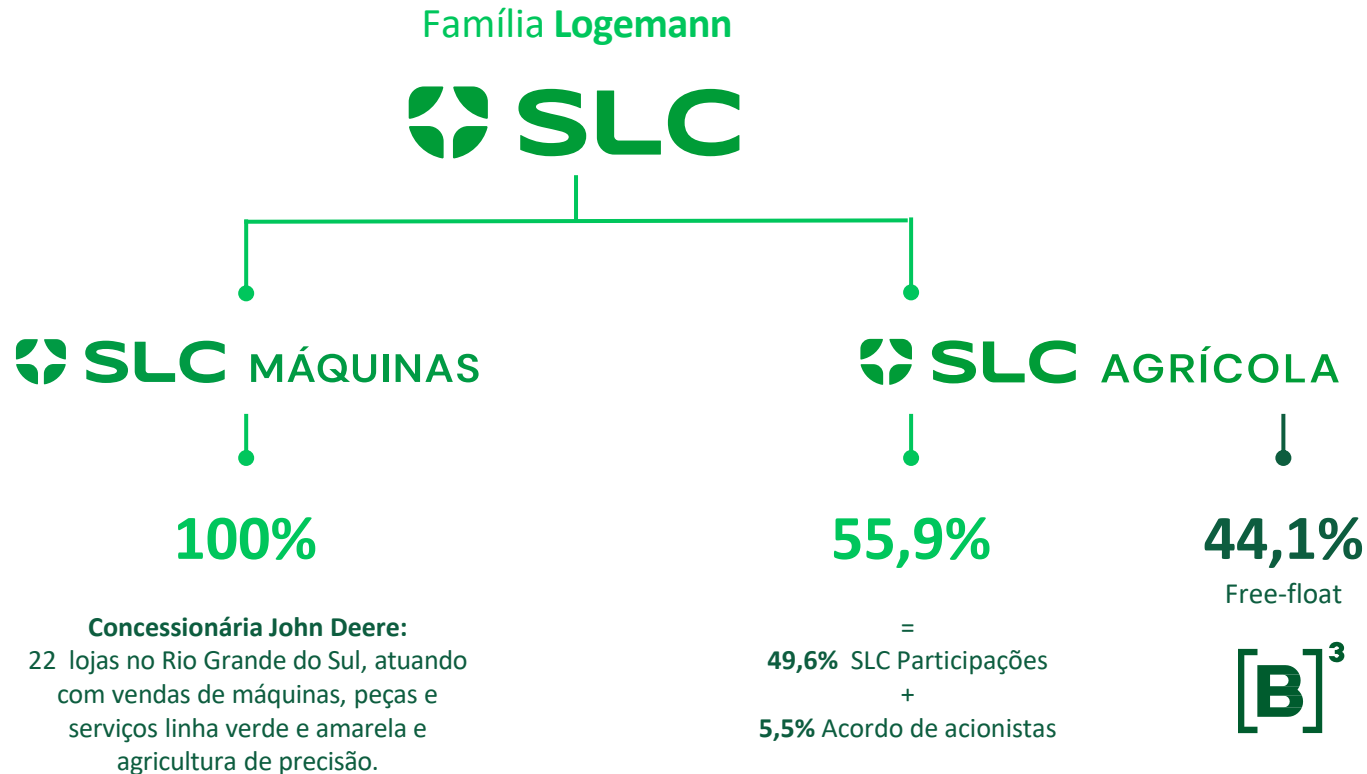 Família Logemann
SLC
SLC MÁQUINAS
SLC AGRÍCOLA
100%
Concessionária John Deere:
22 lojas no Rio Grande do Sul, atuando
com vendas de máquinas, peças e
serviços linha verde e amarela e
agricultura de precisão.
55,9%
=
49,6% SLC Participações
+
5,5% Acordo de acionistas
44,1%
Free-float
[B]³